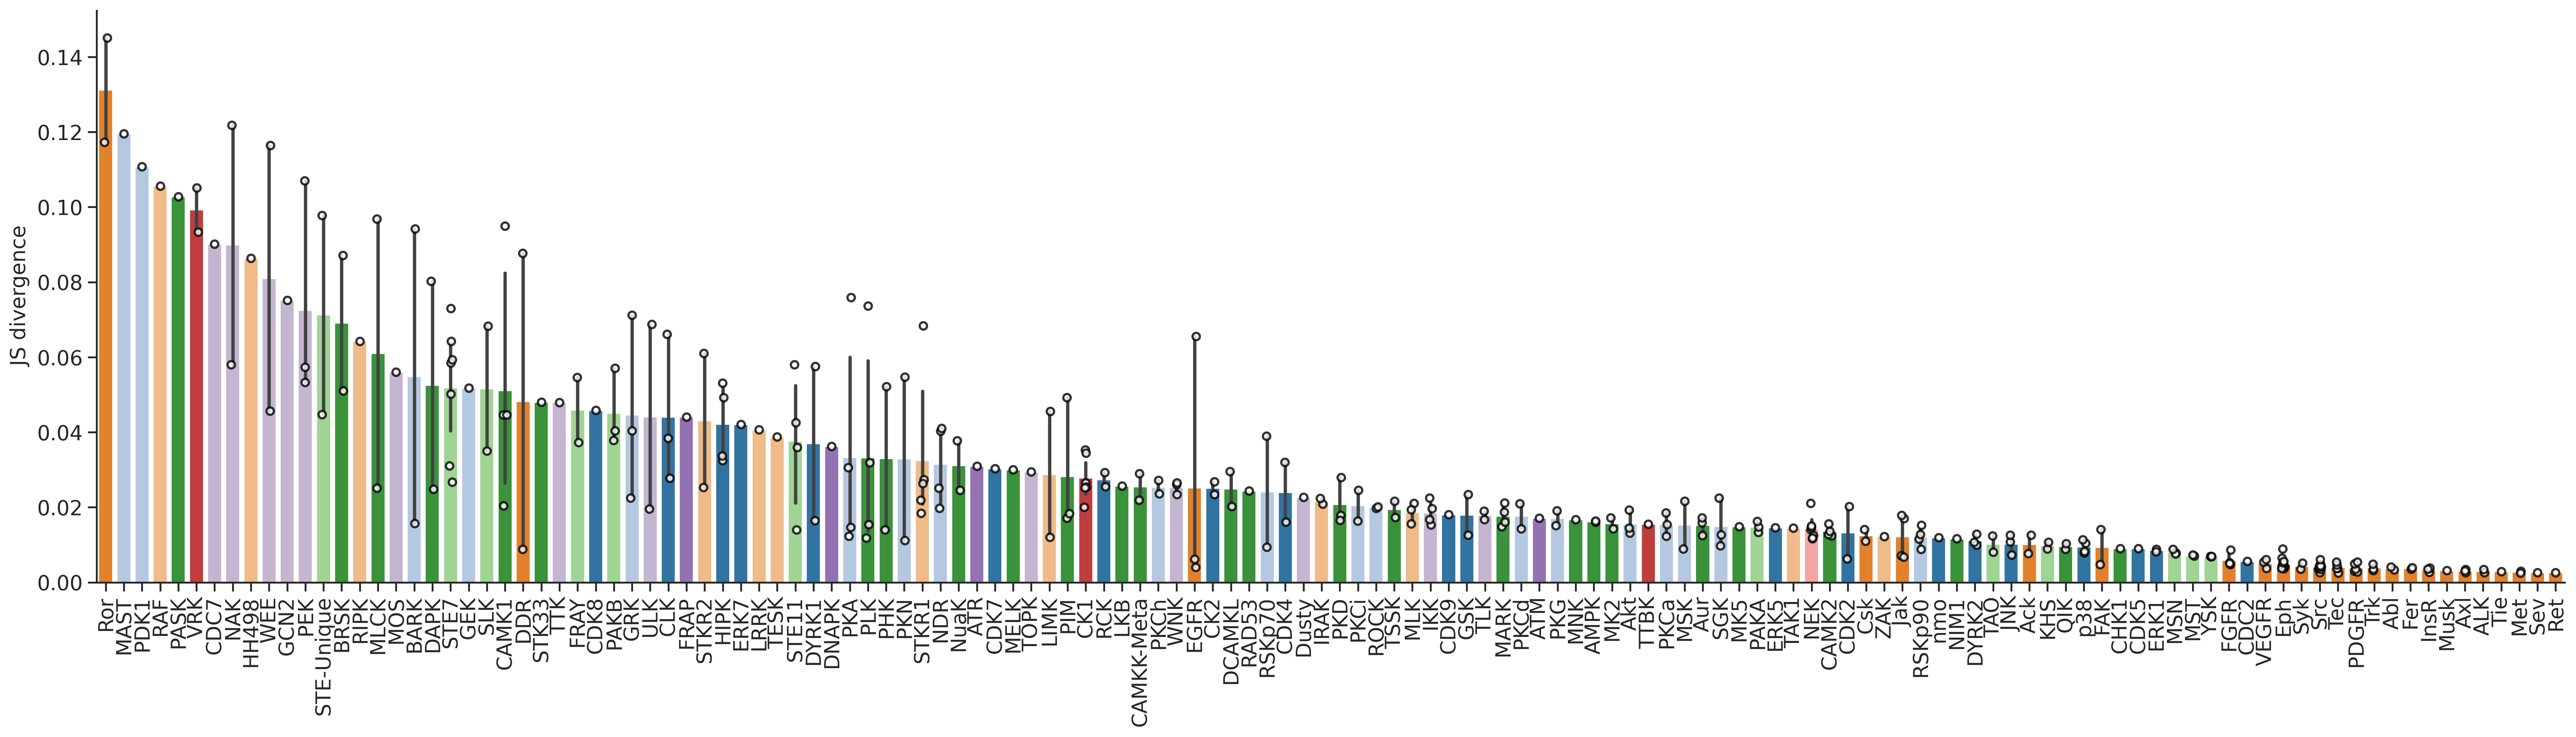 JS divergence
0.14
0.12
0.10
0.08
0.06
0.04
0.02
0.00
Ror
MAST
PDK1
RAF
PASK
VRK
CDC7
NAK
HH498
WEE
GCN2
PEK
STE-Unique
BRSK
RIPK
MLCK
MOS
BARK
DAPK
STE7
GEK
SLK
CAMK1
DDR
STK33
TTK
FRAY
CDK8
PAKB
GRK
ULK
CLK
FRAP
STKR2
HIPK
ERK7
LRRK
TESK
STE11
DYRK1
DNAPK
PKA
PLK
PHK
PKN
STKR1
NDR
NuaK
ATR
CDK7
MELK
TOPK
LIMK
PIM
CK1
RCK
LKB
CAMKK-Meta
PKCh
WNK
EGFR
CK2
DCAMKL
RAD53
RSKp70
CDK4
Dusty
IRAK
PKD
PKCi
ROCK
TSSK
MLK
IKK
CDK9
GSK
TLK
MARK
PKCd
ATM
PKG
MNK
AMPK
MK2
Akt
TTBK
PKCa
MSK
Aur
SGK
MK5
PAKA
ERK5
TAK1
NEK
CAMK2
CDK2
Csk
ZAK
Jak
RSKp90
nmo
NIM1
DYRK2
TAO
JNK
Ack
KHS
QIK
p38
FAK
CHK1
CDK5
ERK1
MSN
MST
YSK
FGFR
CDC2
VEGFR
Eph
Syk
Src
Tec
PDGFR
Trk
Abl
Fer
InsR
Musk
Axl
ALK
Tie
Met
Sev
Ret